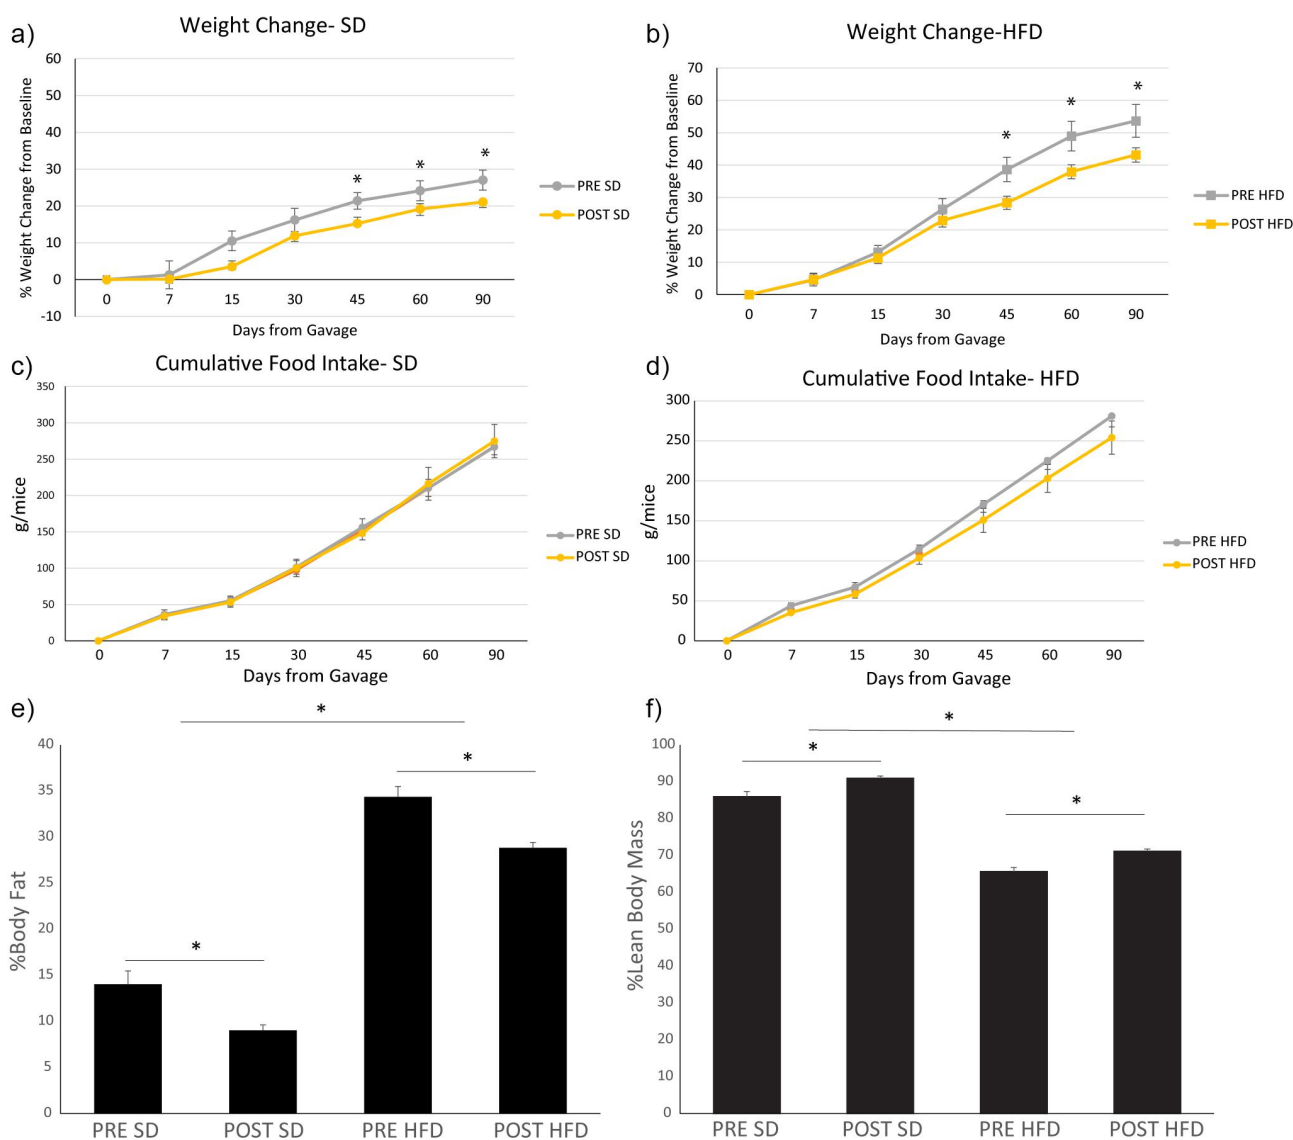 a)
Weight Change- SD
% Weight Change from Baseline
60
50
40
30
20
10
0
-10
* * *
0 7 15 30 45 60 90
Days from Gavage
PRE SD
POST SD
b)
Weight Change-HFD
% Weight Change from Baseline
70
60
50
40
30
20
10
0
* * *
0 7 15 30 45 60 90
Days from Gavage
PRE HFD
POST HFD
c)
Cumulative Food Intake- SD
g/mice
350
300
250
200
150
100
50
0
0 7 15 30 45 60 90
Days from Gavage
PRE SD
POST SD
d)
Cumulative Food Intake- HFD
g/mice
300
250
200
150
100
50
0
0 7 15 30 45 60 90
Days from Gavage
PRE HFD
POST HFD
e)
%Body Fat
40
35
30
25
20
15
10
5
0
*
*
*
PRE SD POST SD PRE HFD POST HFD
f)
%Lean Body Mass
100
90
80
70
60
50
40
30
20
10
0
*
*
*
PRE SD POST SD PRE HFD POST HFD